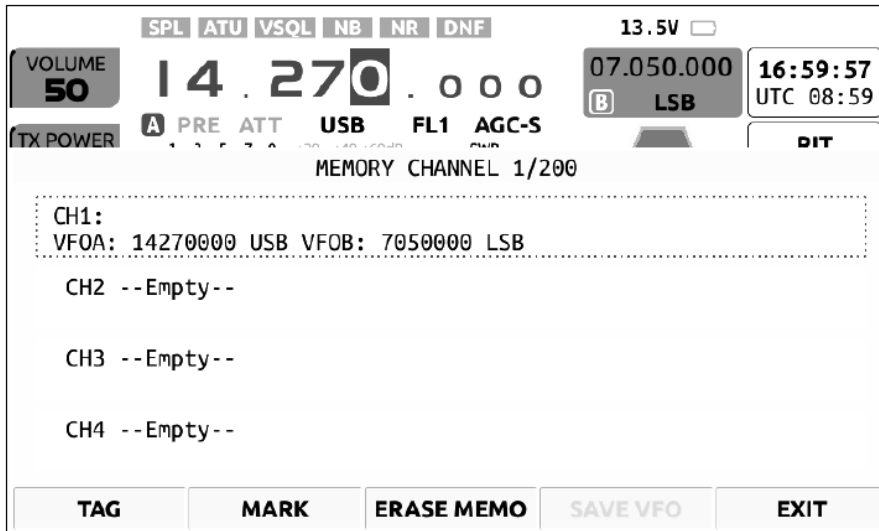 SPL ATU VSQL NB NR DNF 13.5V
VOLUME
50
14.270.000
07.050.000
B LSB
16:59:57
UTC 08:59
A PRE ATT USB FL1 AGC-S
TX POWER
RIT
MEMORY CHANNEL 1/200
CH1:
VFOA: 14270000 USB VFOB: 7050000 LSB
CH2 --Empty--
CH3 --Empty--
CH4 --Empty--
TAG MARK ERASE MEMO SAVE VFO EXIT